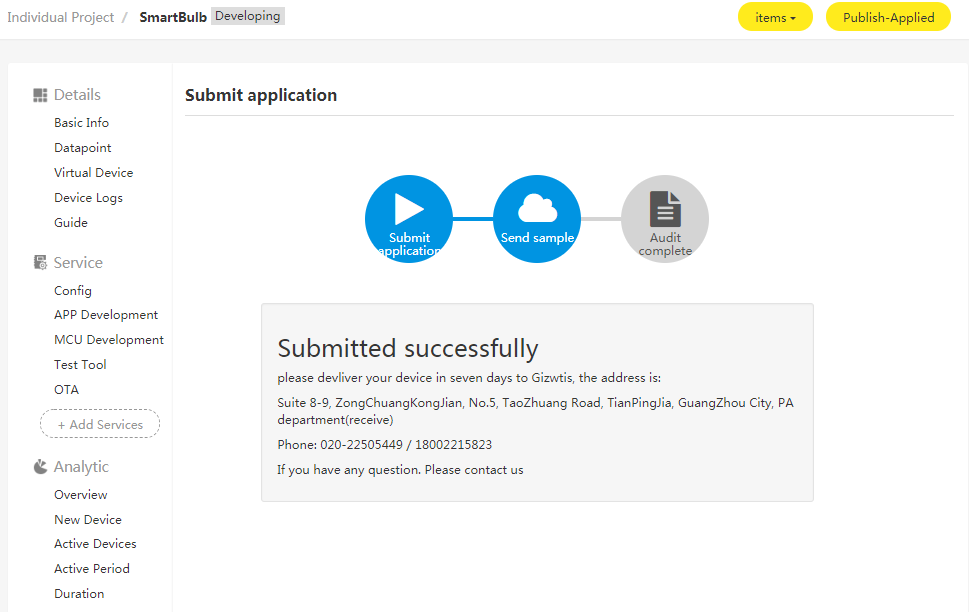 Individual Project / SmartBulb Developing
items
Publish-Applied
Details
Basic Info
Datapoint
Virtual Device
Device Logs
Guide
Service
Config
APP Development
MCU Development
Test Tool
OTA
+ Add Services
Analytic
Overview
New Device
Active Devices
Active Period
Duration
Submit application
Submit
application
Send sample
Audit
complete
Submitted successfully
please devliver your device in seven days to Gizwtis, the address is:
Suite 8-9, ZongChuangKongJian, No.5, TaoZhuang Road, TianPingJia, GuangZhou City, PA
department(receive)
Phone: 020-22505449 / 18002215823
If you have any question. Please contact us